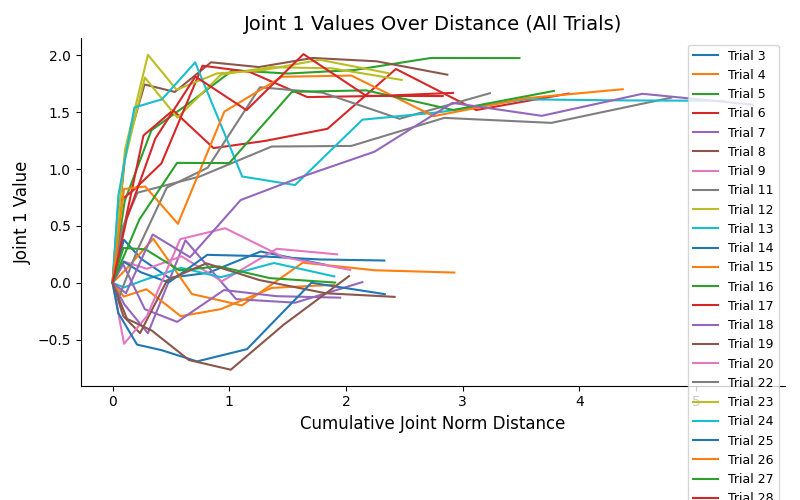 Joint 1 Values Over Distance (All Trials)
Joint 1 Value
2.0
1.5
1.0
0.5
0.0
−0.5
0
1
2
3
4
5
Cumulative Joint Norm Distance
Trial 3
Trial 4
Trial 5
Trial 6
Trial 7
Trial 8
Trial 9
Trial 11
Trial 12
Trial 13
Trial 14
Trial 15
Trial 16
Trial 17
Trial 18
Trial 19
Trial 20
Trial 22
Trial 23
Trial 24
Trial 25
Trial 26
Trial 27
Trial 28